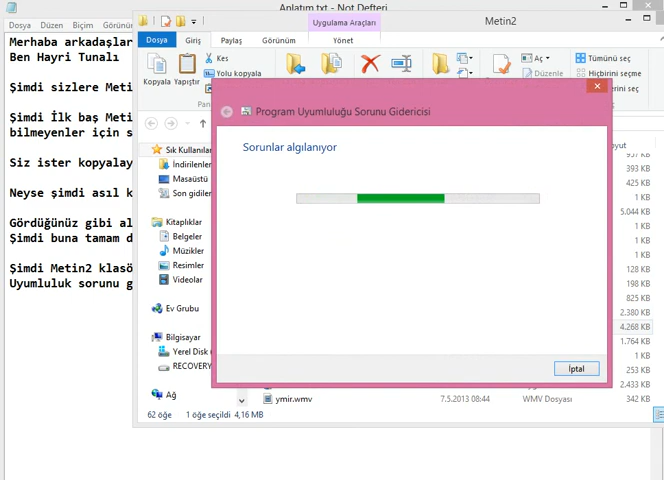 Anlatım.txt - Not Defteri
Dosya Düzen Biçim Görünüm
Merhaba arkadaşlar
Ben Hayri Tunalı
Şimdi sizlere Meti
Şimdi İlk baş Meti
bilmeyenler için s
Siz ister kopyalay
Neyse şimdi asıl k
Gördüğünüz gibi al
Şimdi buna tamam d
Şimdi Metin2 klasö
Uyumluluk sorunu g
Uygulama Araçları
Metin2
Dosya Giriş Paylaş Görünüm Yönet
Kopyala Yapıştır
Kes
Yolu kopyala
Pan
Aç
Düzenle
Tümünü seç
Hiçbirini seçme
Sık Kullanılan
İndirilenler
Masaüstü
Son gidiler
Kitaplıklar
Belgeler
Müzikler
Resimler
Videolar
Ev Grubu
Bilgisayar
Yerel Disk
RECOVERY
Ağ
Program Uyumluluğu Sorunu Gidericisi
Sorunlar algılanıyor
İptal
oyut
957 KB
393 KB
425 KB
1 KB
5.044 KB
1 KB
1 KB
1 KB
128 KB
198 KB
825 KB
2.380 KB
4.268 KB
1.764 KB
1 KB
253 KB
2.433 KB
ymir.wmv 7.5.2013 08:44 WMV Dosyası 342 KB
62 öğe 1 öğe seçildi 4,16 MB